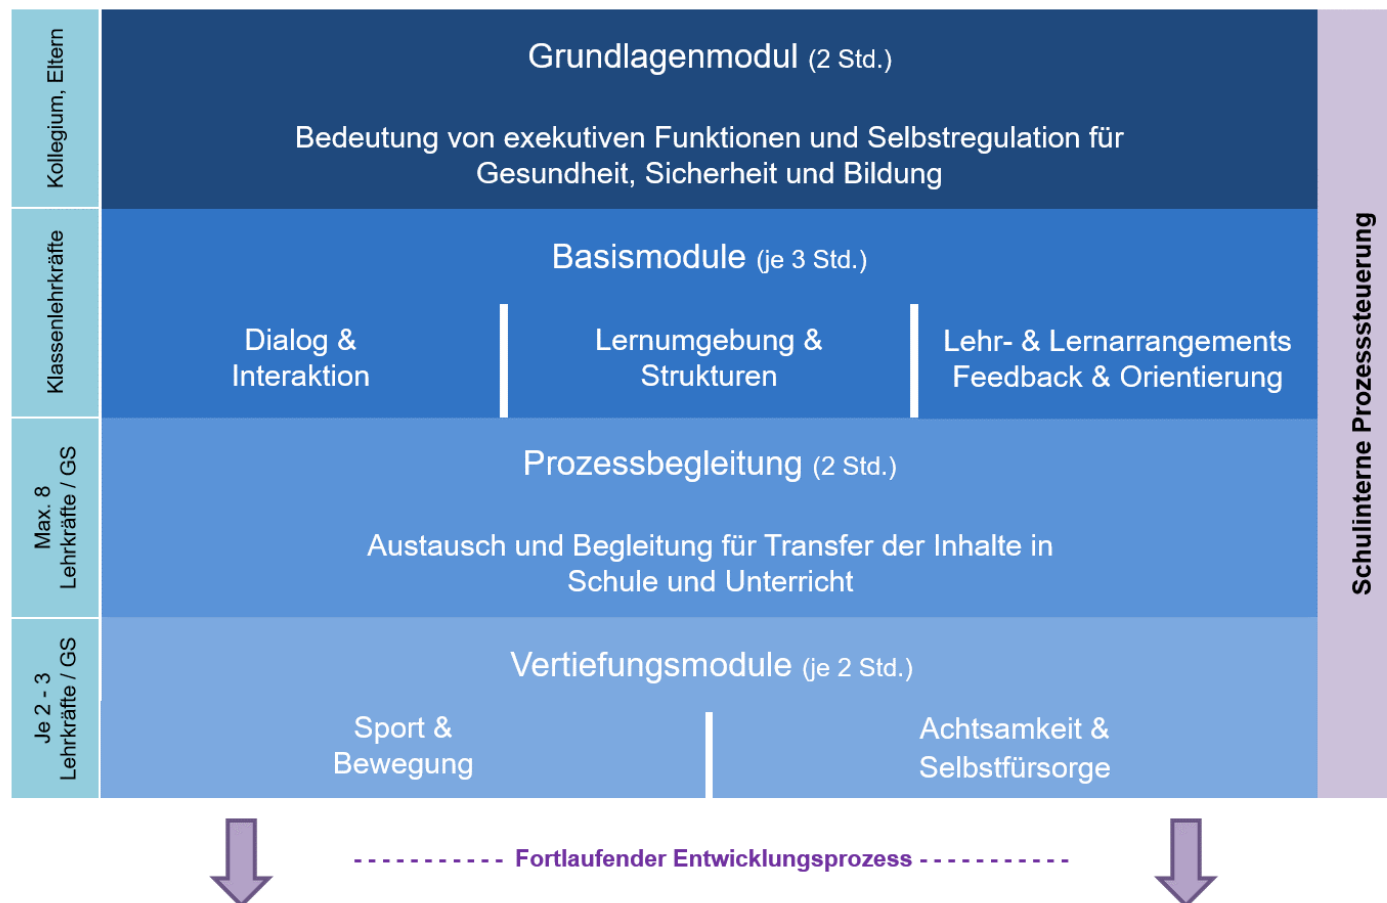 Kollegium, Eltern
Grundlagenmodul (2 Std.)
Bedeutung von exekutiven Funktionen und Selbstregulation für
Gesundheit, Sicherheit und Bildung
Klassenlehrkräfte
Basismodule (je 3 Std.)
Dialog &
Interaktion
Lernumgebung &
Strukturen
Lehr- & Lernarrangements
Feedback & Orientierung
Max. 8
Lehrkräfte / GS
Prozessbegleitung (2 Std.)
Austausch und Begleitung für Transfer der Inhalte in
Schule und Unterricht
Je 2 - 3
Lehrkräfte / GS
Vertiefungsmodule (je 2 Std.)
Sport &
Bewegung
Achtsamkeit &
Selbstfürsorge
Schulinterne Prozesssteuerung
Fortlaufender Entwicklungsprozess